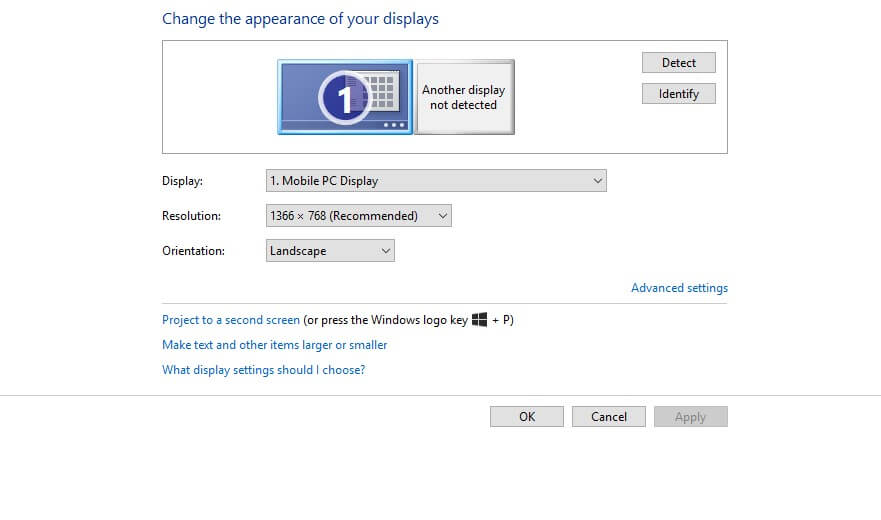 Change the appearance of your displays
1
Another display
not detected
Detect
Identify
Display:
1. Mobile PC Display
Resolution:
1366 × 768 (Recommended)
Orientation:
Landscape
Advanced settings
Project to a second screen (or press the Windows logo key + P)
Make text and other items larger or smaller
What display settings should I choose?
OK
Cancel
Apply